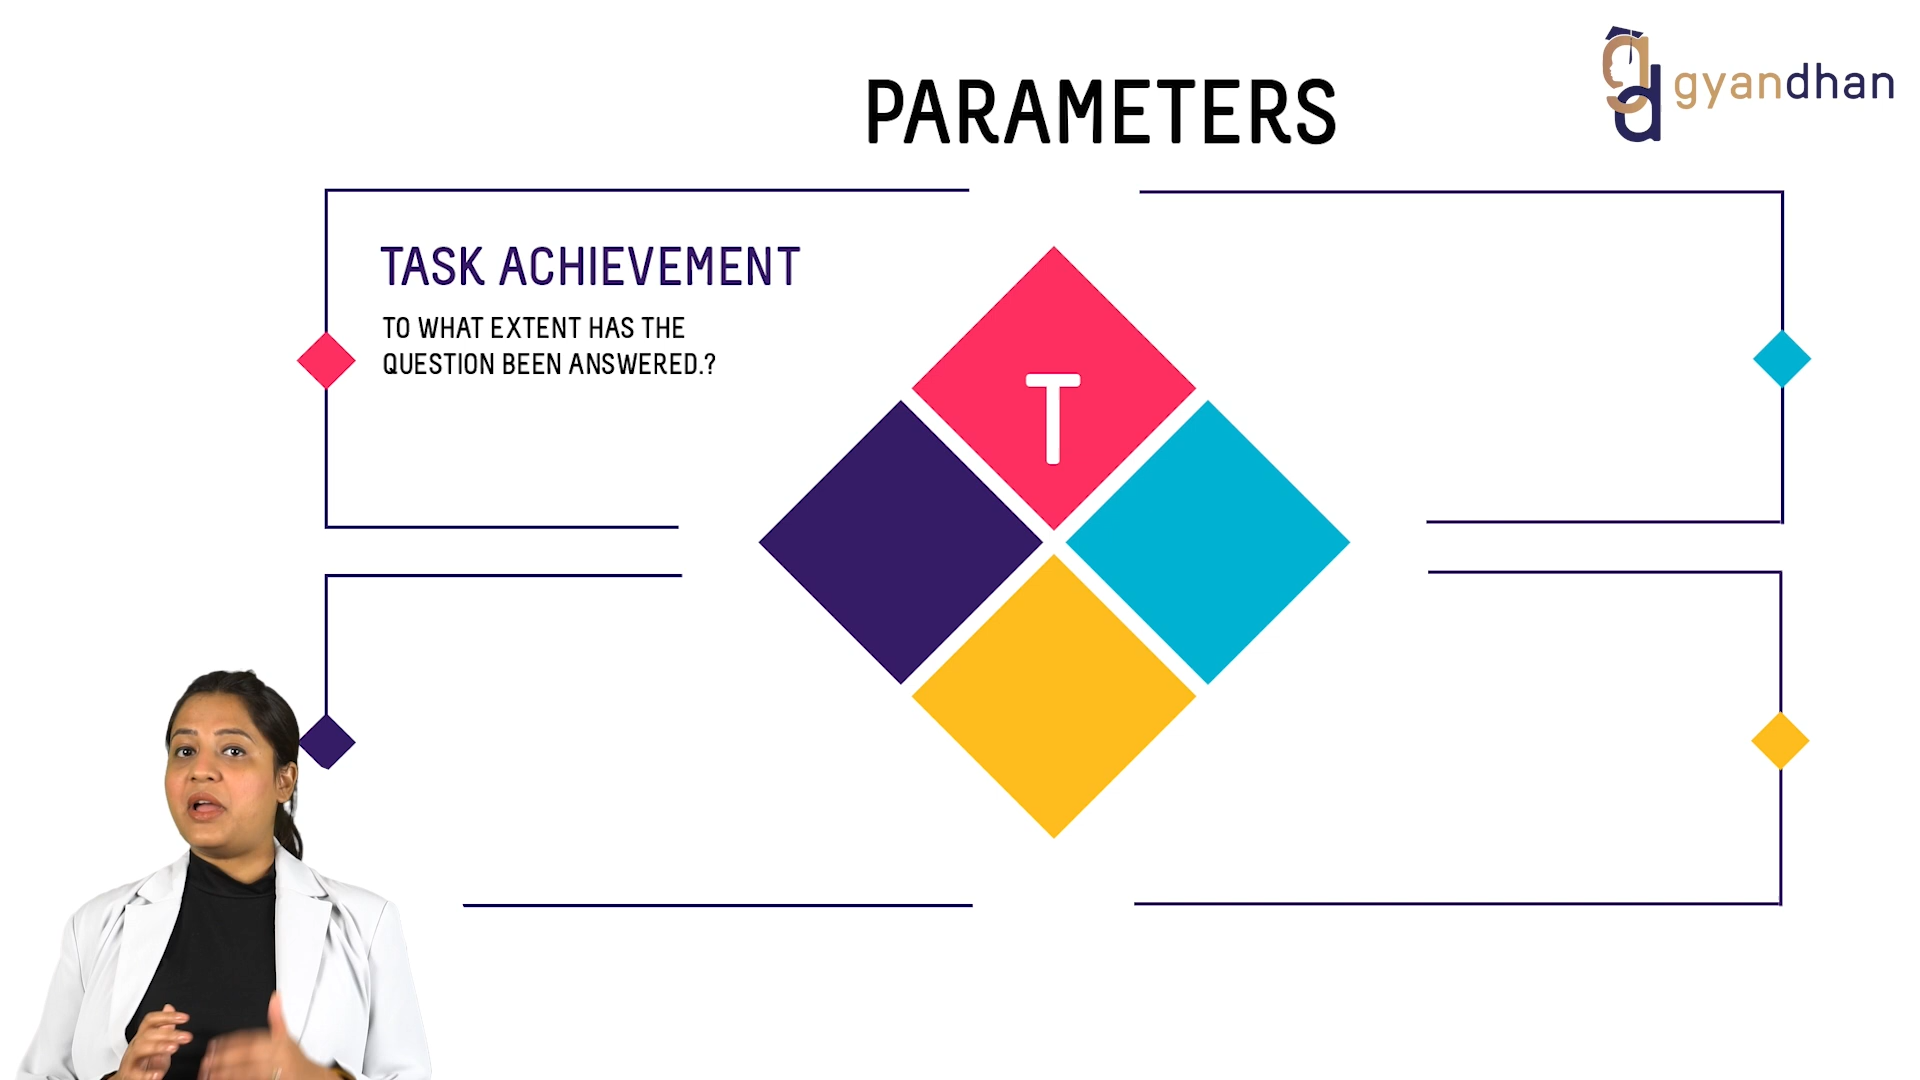 PARAMETERS
gyandhan
TASK ACHIEVEMENT
TO WHAT EXTENT HAS THE
QUESTION BEEN ANSWERED.?
T